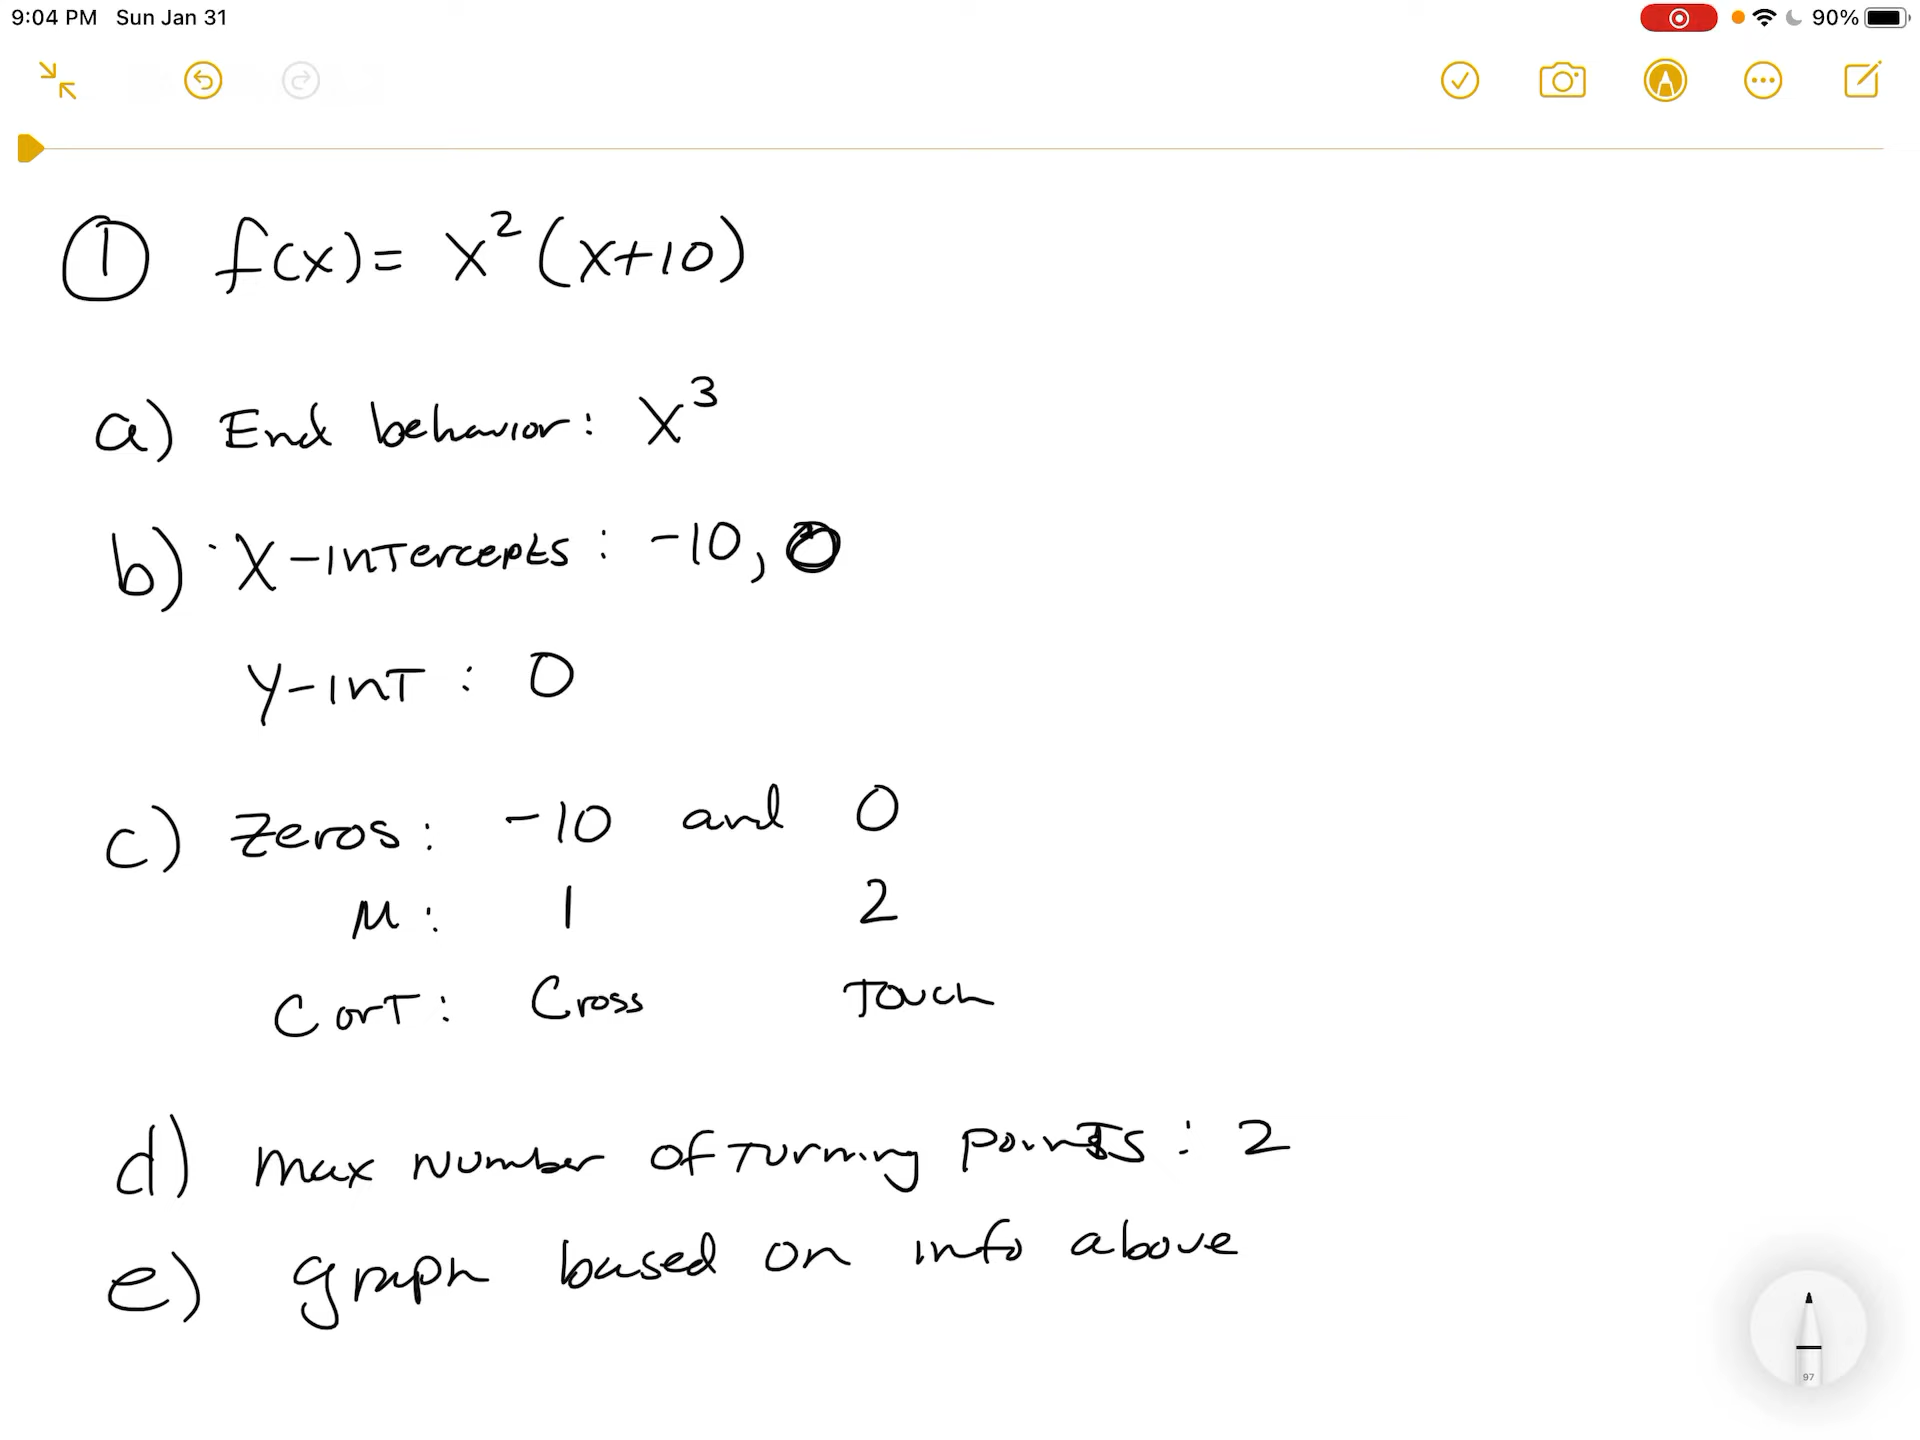 9:04 PM Sun Jan 31 90%
① f(x)= x²(x+10)
a) End behavior: x³
b) X-intercepts: -10, 0
Y-int: 0
c) Zeros: -10 and 0
M: 1 2
C or T: Cross Touch
d) max number of turning points: 2
e) graph based on info above
97